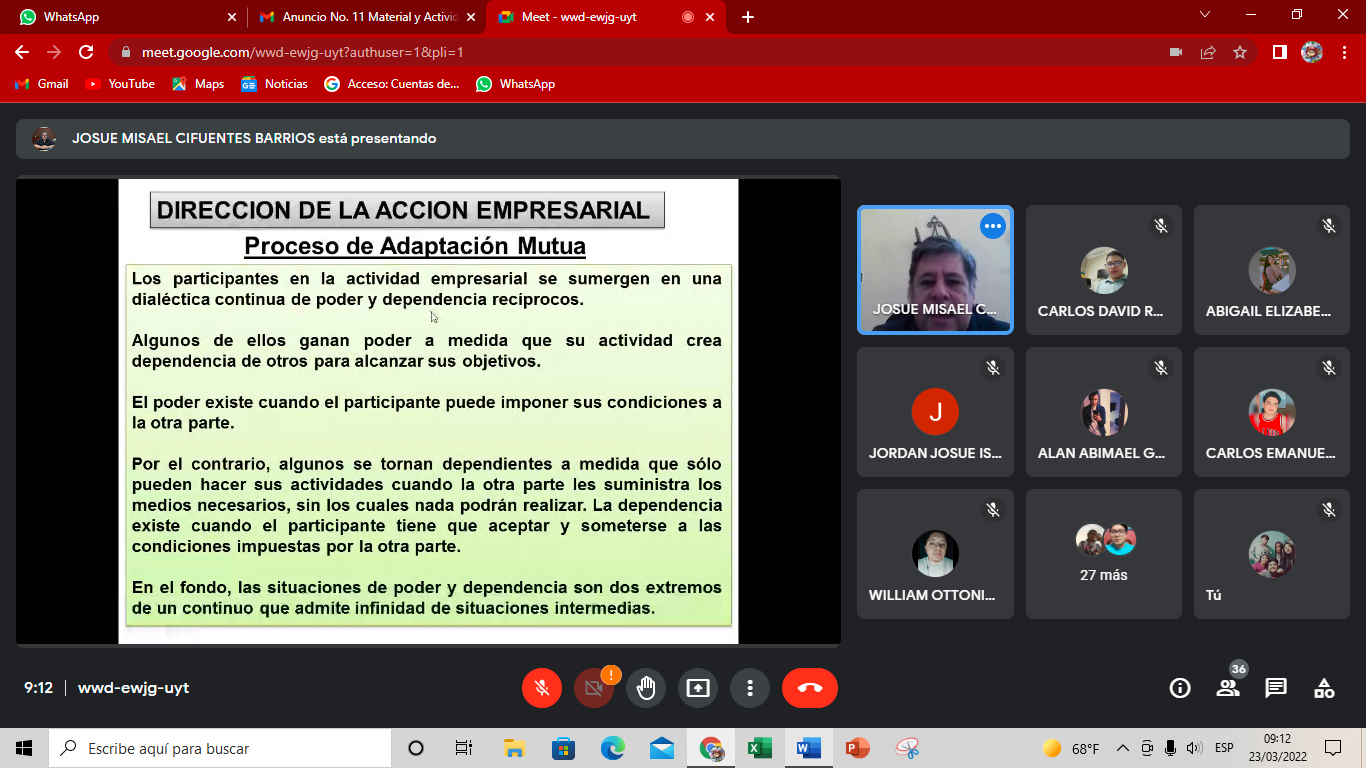 WhatsApp
Anuncio No. 11 Material y Activid
Meet - wwd-ewjg-uyt
meet.google.com/wwd-ewjg-uyt?authuser=1&pli=1
Gmail
YouTube
Maps
Noticias
Acceso: Cuentas de...
WhatsApp
JOSUE MISAEL CIFUENTES BARRIOS está presentando
DIRECCION DE LA ACCION EMPRESARIAL
Proceso de Adaptación Mutua
Los participantes en la actividad empresarial se sumergen en una
dialéctica continua de poder y dependencia recíprocos.
Algunos de ellos ganan poder a medida que su actividad crea
dependencia de otros para alcanzar sus objetivos.
El poder existe cuando el participante puede imponer sus condiciones a
la otra parte.
Por el contrario, algunos se tornan dependientes a medida que sólo
pueden hacer sus actividades cuando la otra parte les suministra los
medios necesarios, sin los cuales nada podrán realizar. La dependencia
existe cuando el participante tiene que aceptar y someterse a las
condiciones impuestas por la otra parte.
En el fondo, las situaciones de poder y dependencia son dos extremos
de un continuo que admite infinidad de situaciones intermedias.
JOSUE MISAEL C...
CARLOS DAVID R...
ABIGAIL ELIZABE...
J
JORDAN JOSUE IS...
ALAN ABIMAEL G...
CARLOS EMANUE...
WILLIAM OTTONI...
27 más
Tú
9:12 | wwd-ewjg-uyt
!
36
Escribe aquí para buscar
68°F
ESP
09:12
23/03/2022